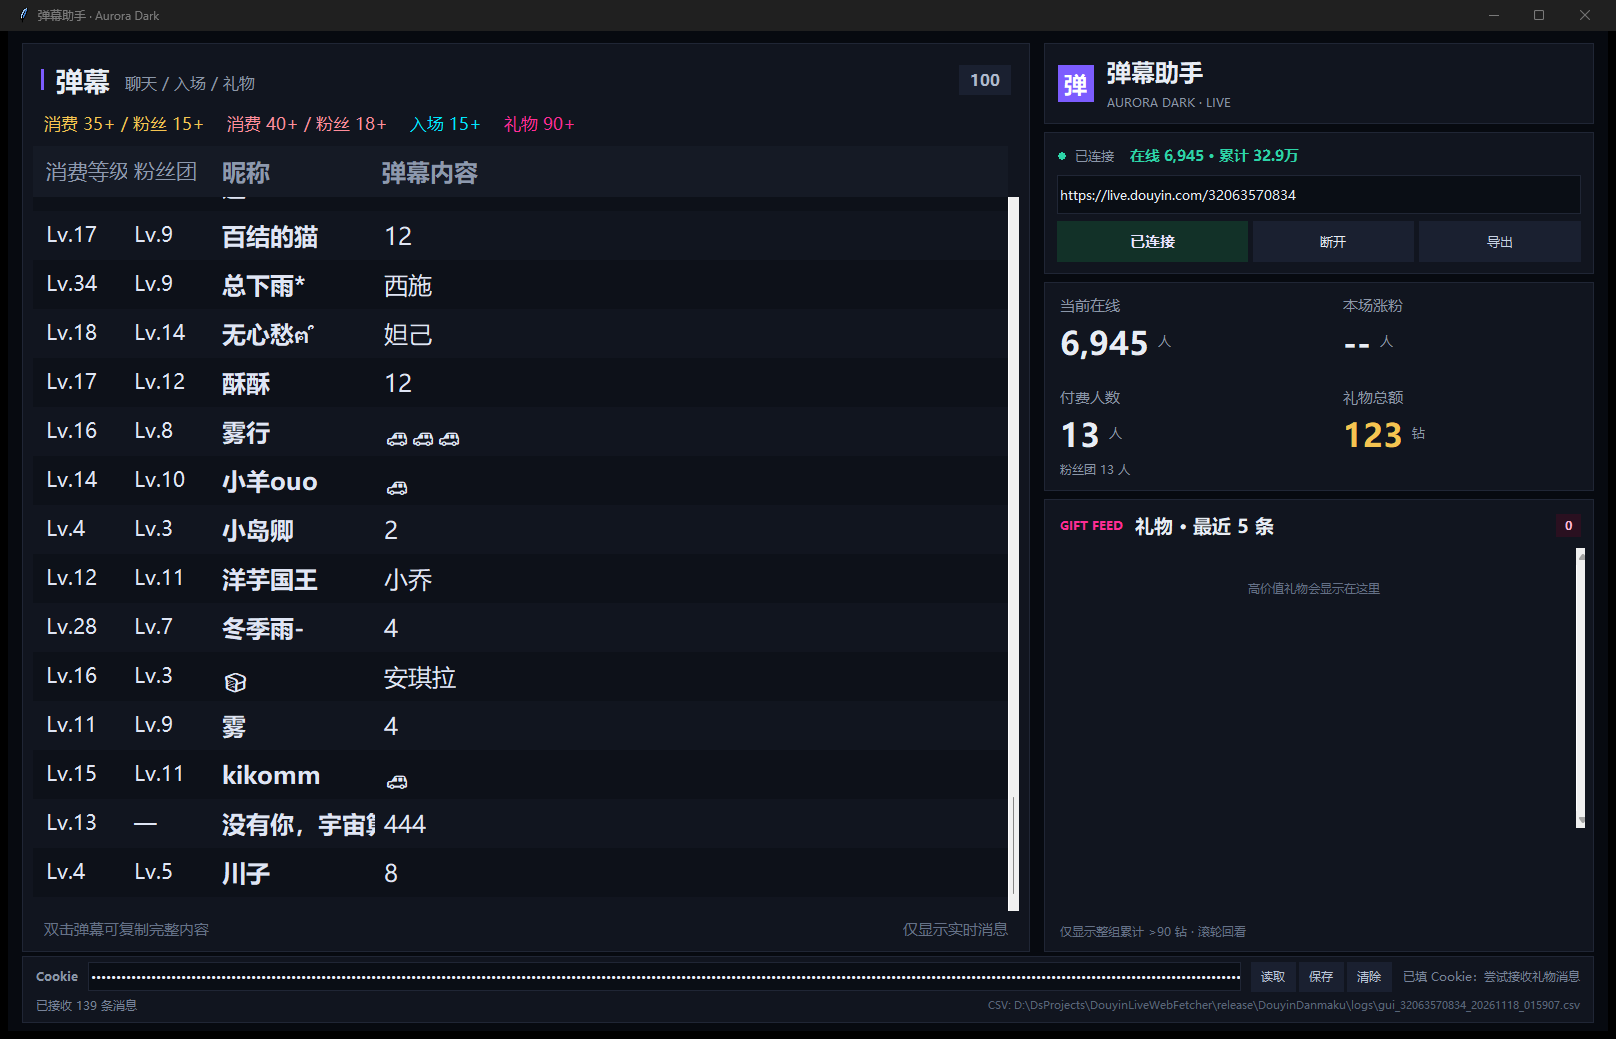 弹幕助手 · Aurora Dark
弹幕 聊天 / 入场 / 礼物 100
消费 35+ / 粉丝 15+ 消费 40+ / 粉丝 18+ 入场 15+ 礼物 90+
消费等级 粉丝团 昵称 弹幕内容
Lv.17 Lv.9 百结的猫 12
Lv.34 Lv.9 总下雨* 西施
Lv.18 Lv.14 无心愁 妲己
Lv.17 Lv.12 酥酥 12
Lv.16 Lv.8 雾行 🚗🚗🚗
Lv.14 Lv.10 小羊ouo 🚗
Lv.4 Lv.3 小岛卿 2
Lv.12 Lv.11 洋芋国王 小乔
Lv.28 Lv.7 冬季雨- 4
Lv.16 Lv.3 安琪拉
Lv.11 Lv.9 雾 4
Lv.15 Lv.11 kikomm 🚗
Lv.13 — 没有你，宇宙 444
Lv.4 Lv.5 川子 8
双击弹幕可复制完整内容 仅显示实时消息
弹 弹幕助手
AURORA DARK · LIVE
已连接 在线 6,945 • 累计 32.9万
https://live.douyin.com/32063570834
已连接 断开 导出
当前在线 本场涨粉
6,945 人 -- 人
付费人数 礼物总额
13 人 123 钻
粉丝团 13 人
GIFT FEED 礼物 • 最近 5 条 0
高价值礼物会显示在这里
仅显示整组累计 >90 钻 · 滚轮回看
Cookie 读取 保存 清除 已填 Cookie：尝试接收礼物消息
已接收 139 条消息 CSV: D:\DsProjects\DouyinLiveWebFetcher\release\DouyinDanmaku\logs\gui_32063570834_20261118_015907.csv